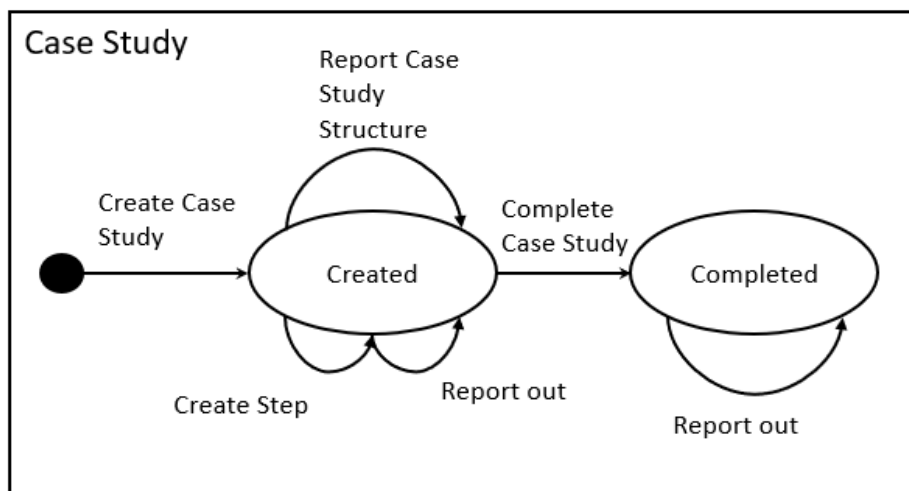 Case Study
Report Case
Study
Structure
Create Case
Study
Complete
Case Study
Created
Completed
Create Step
Report out
Report out